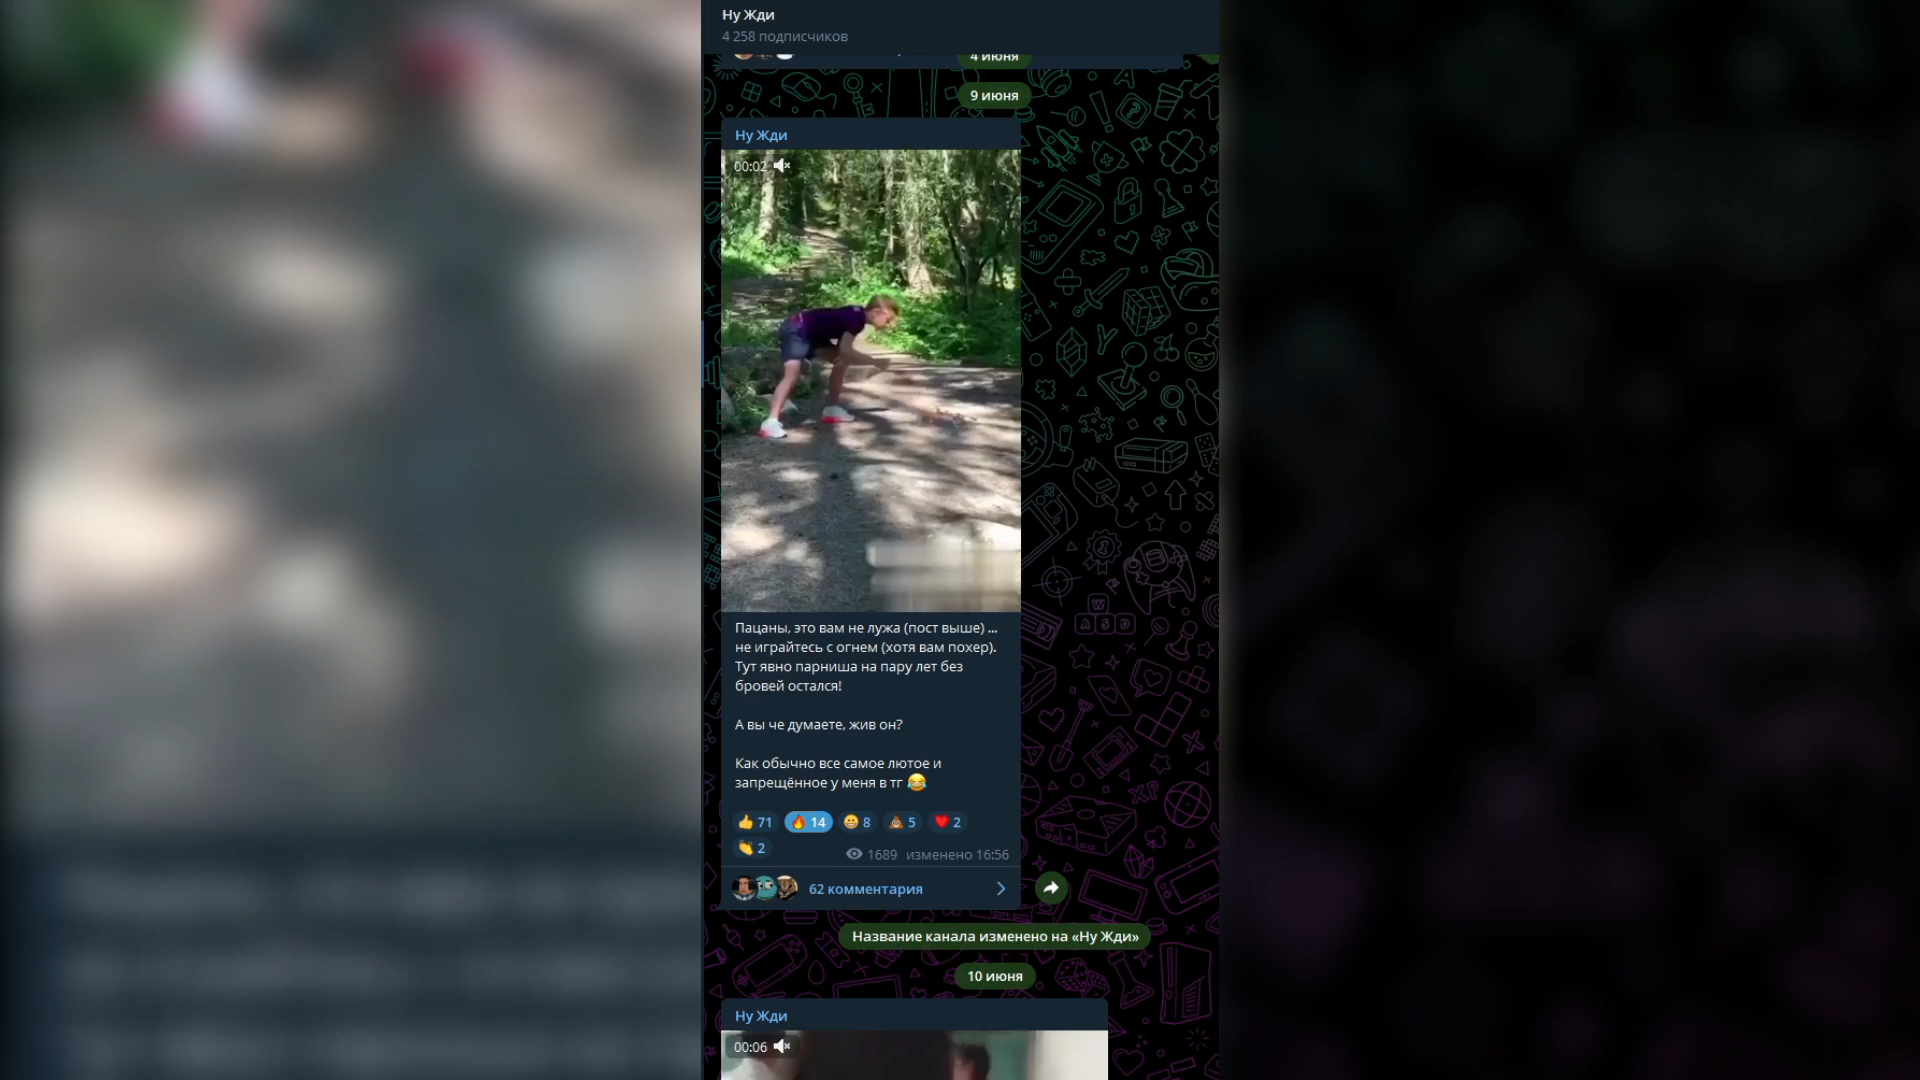 Ну Жди
4 258 подписчиков
4 июня
9 июня
Ну Жди
00:02
Пацаны, это вам не лужа (пост выше) ...
не играйтесь с огнем (хотя вам похер).
Тут явно парниша на пару лет без
бровей остался!
А вы че думаете, жив он?
Как обычно все самое лютое и
запрещённое у меня в тг 😂
👍 71 🔥 14 😁 8 💩 5 ❤ 2
👏 2 1689 изменено 16:56
62 комментария
Название канала изменено на «Ну Жди»
10 июня
Ну Жди
00:06